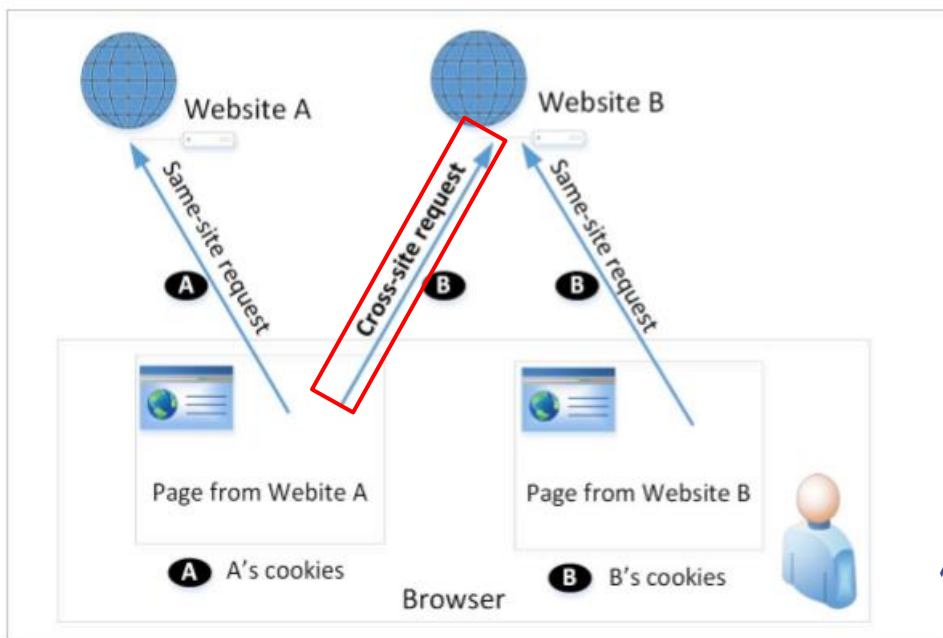 Website A
Website B
Same-site request
A
Cross-site request
B
Same-site request
B
Page from Webite A
Page from Website B
A A's cookies
B B's cookies
Browser